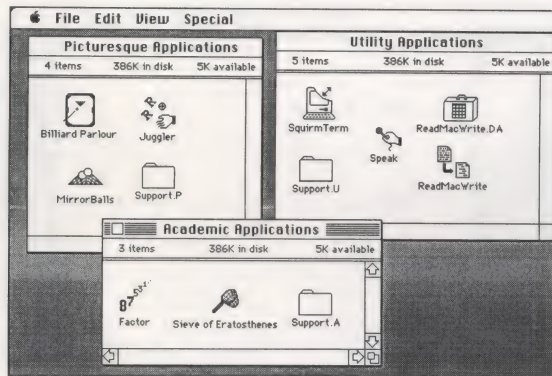 File Edit View Special
Picturesque Applications
4 items 386K in disk 5K available
Billiard Parlour Juggler
MirrorBalls Support.P
Utility Applications
5 items 386K in disk 5K available
SquirmTerm ReadMacWrite.DA
Speak
Support.U ReadMacWrite
Academic Applications
3 items 386K in disk 5K available
87
Factor Sieve of Eratosthenes Support.A